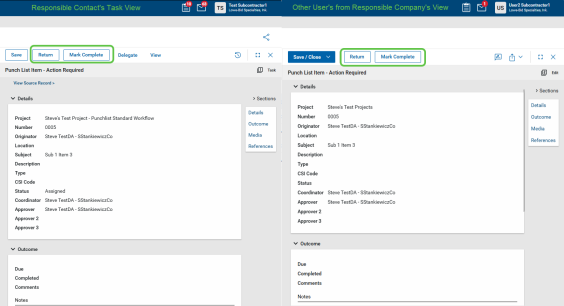 Responsible Contact's Task View
TS
Test Subcontractor1
Save
Return
Mark Complete
Delegate
View
Punch List Item - Action Required
Task
View Source Record
Details
Sections
Project Steve's Test Project - Punchlist Standard Workflow
Number 0005
Originator Steve TestDA - SStankiewiczCo
Location
Subject Sub 1 Item 3
Description
Type
CSI Code
Status Assigned
Coordinator Steve TestDA - SStankiewiczCo
Approver Steve TestDA - SStankiewiczCo
Approver 2
Approver 3
Details
Outcome
Media
References
Outcome
Due
Completed
Comments
Notes
Other User's from Responsible Company's View
US
User2 Subcontractor1
Save / Close
Return
Mark Complete
Punch List Item - Action Required
Edit
Details
Sections
Project Steve's Test Projects
Number 0005
Originator Steve TestDA - SStankiewiczCo
Location
Subject Sub 1 Item 3
Description
Type
CSI Code
Status
Coordinator Steve TestDA - SStankiewiczCo
Approver Steve TestDA - SStankiewiczCo
Approver 2
Approver 3
Details
Outcome
Media
References
Outcome
Due
Completed
Comments
Notes